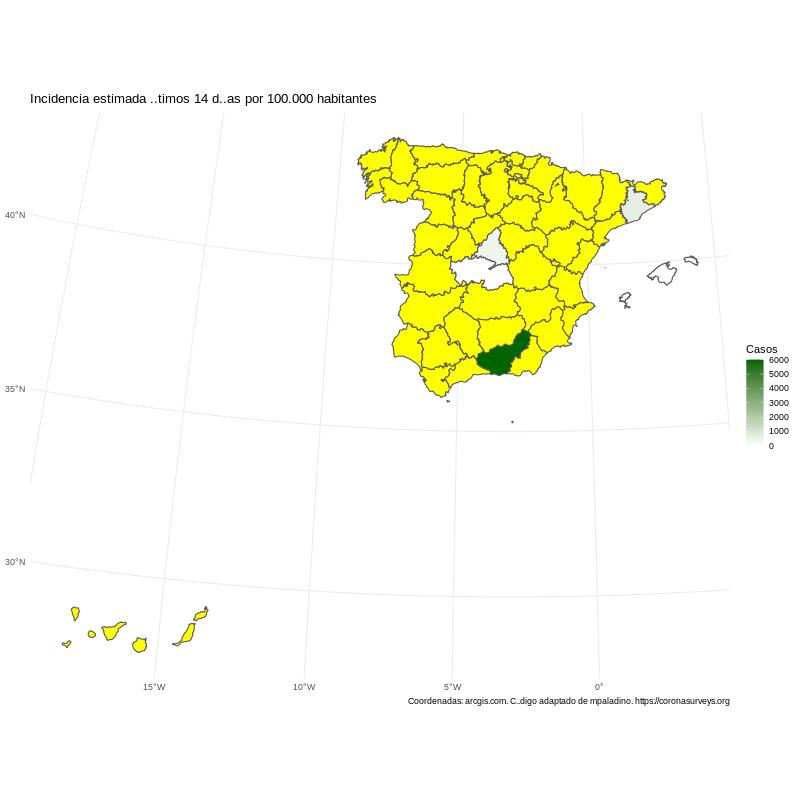 Incidencia estimada ..timos 14 d..as por 100.000 habitantes
40°N
35°N
30°N
15°W
10°W
5°W
0°
Casos
6000
5000
4000
3000
2000
1000
0
Coordenadas: arcgis.com. C..digo adaptado de mpaladino. https://coronasurveys.org